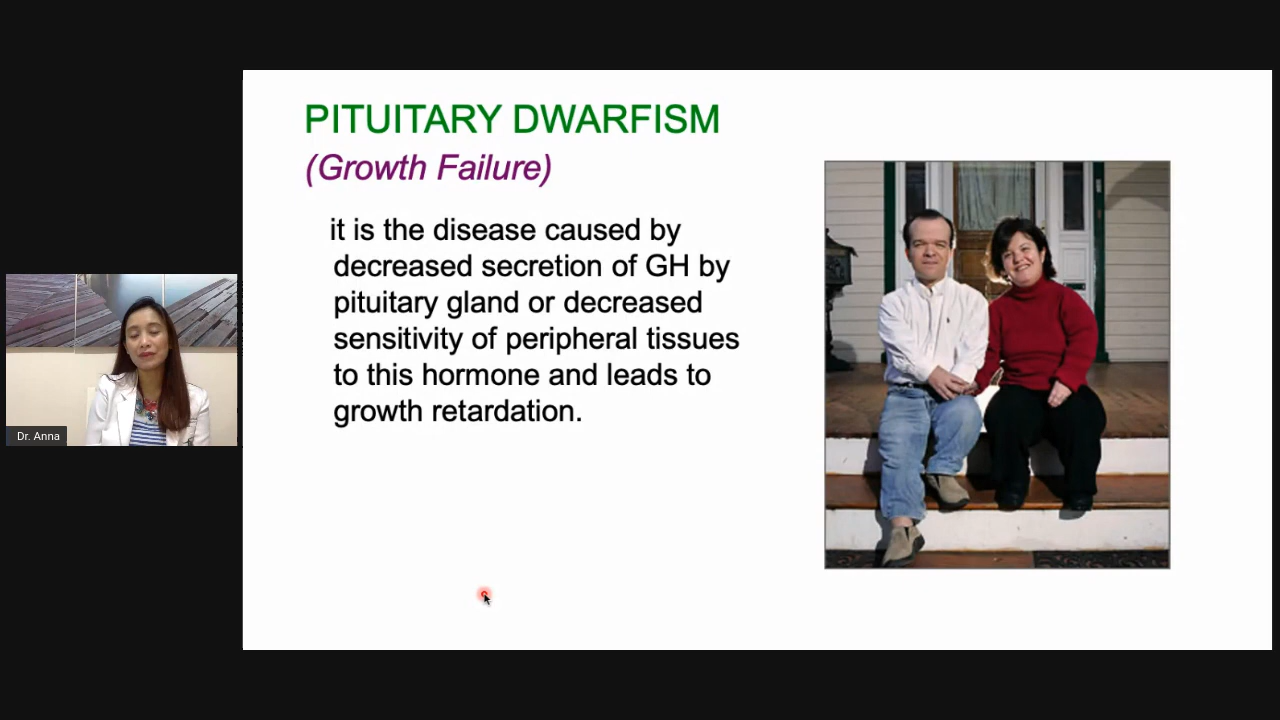 PITUITARY DWARFISM
(Growth Failure)
it is the disease caused by
decreased secretion of GH by
pituitary gland or decreased
sensitivity of peripheral tissues
to this hormone and leads to
growth retardation.
Dr. Anna